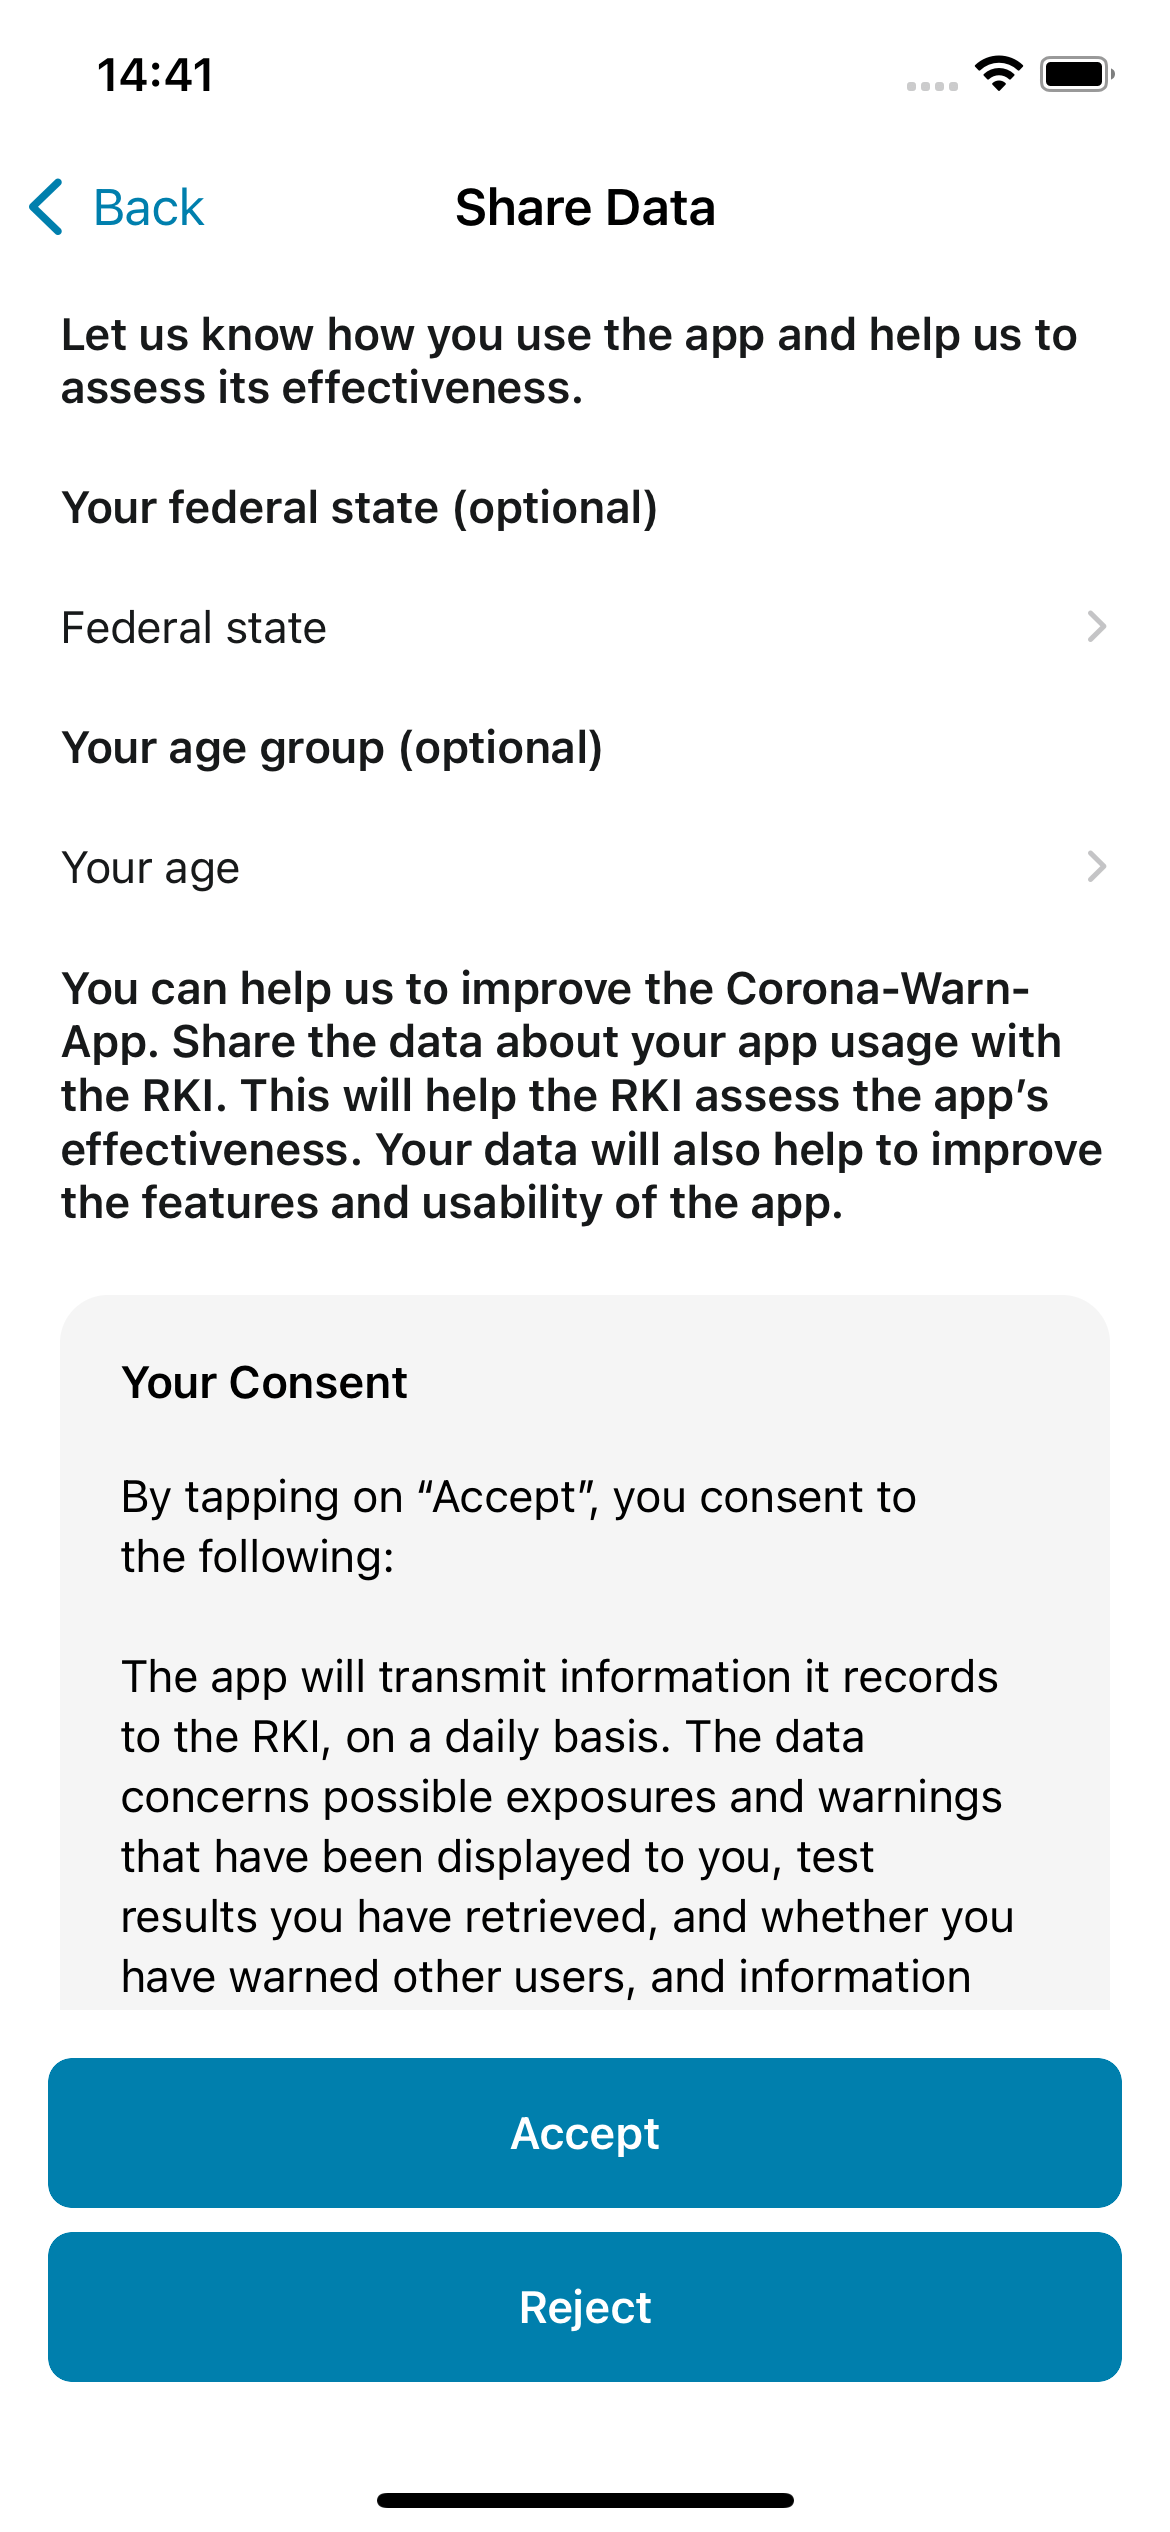 14:41
Back
Share Data
Let us know how you use the app and help us to
assess its effectiveness.
Your federal state (optional)
Federal state
Your age group (optional)
Your age
You can help us to improve the Corona-Warn-
App. Share the data about your app usage with
the RKI. This will help the RKI assess the app’s
effectiveness. Your data will also help to improve
the features and usability of the app.
Your Consent
By tapping on “Accept”, you consent to
the following:
The app will transmit information it records
to the RKI, on a daily basis. The data
concerns possible exposures and warnings
that have been displayed to you, test
results you have retrieved, and whether you
have warned other users, and information
Accept
Reject